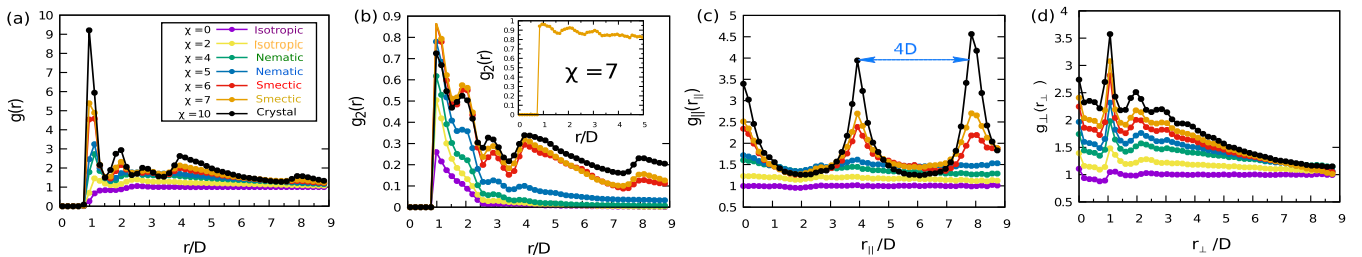 (a)
g(r)
10
9
8
7
6
5
4
3
2
1
0
χ =0 Isotropic
χ =2 Isotropic
χ =4 Nematic
χ =5 Nematic
χ =6 Smectic
χ =7 Smectic
χ =10 Crystal
0 1 2 3 4 5 6 7 8 9
r/D
(b)
g2(r)
0.9
0.8
0.7
0.6
0.5
0.4
0.3
0.2
0.1
0
g2(r)
1
0.9
0.8
0.7
0.6
0.5
0.4
0.3
0.2
0.1
0
χ =7
0 1 2 3 4 5
r/D
0 1 2 3 4 5 6 7 8 9
r/D
(c)
g||(r||)
5
4.5
4
3.5
3
2.5
2
1.5
1
0.5
4D
0 1 2 3 4 5 6 7 8 9
r||/D
(d)
g⊥(r⊥)
4
3.5
3
2.5
2
1.5
1
0.5
0 1 2 3 4 5 6 7 8 9
r⊥/D